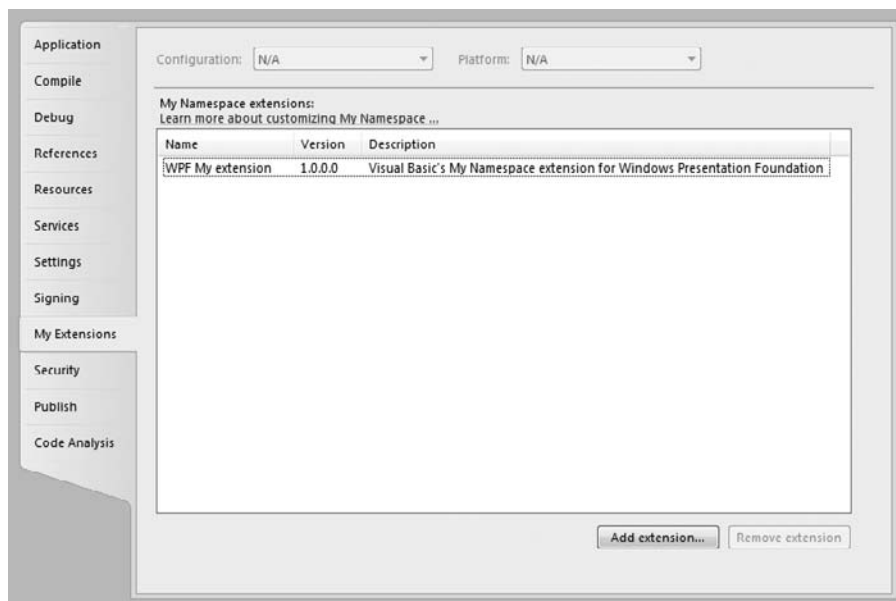 Application
Compile
Debug
References
Resources
Services
Settings
Signing
My Extensions
Security
Publish
Code Analysis
Configuration: N/A Platform: N/A
My Namespace extensions:
Learn more about customizing My Namespace ...
Name Version Description
WPF My extension 1.0.0.0 Visual Basic's My Namespace extension for Windows Presentation Foundation
Add extension... Remove extension